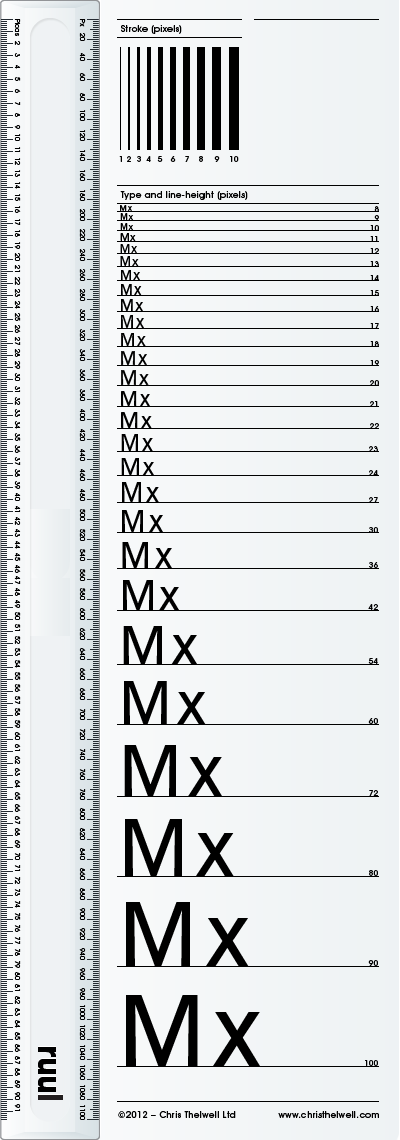 Picas 2 3 4 5 6 7 8 9 10 11 12 13 14 15 16 17 18 19 20 21 22 23 24 25 26 27 28 29 30 31 32 33 34 35 36 37 38 39 40 41 42 43 44 45 46 47 48 49 50 51 52 53 54 55 56 57 58 59 60 61 62 63 64 65 66 67 68 69 70 71 72 73 74 75 76 77 78 79 80 81 82 83 84 85 86 87 88 89 90 91
Px 20 40 60 80 100 120 140 160 180 200 220 240 260 280 300 320 340 360 380 400 420 440 460 480 500 520 540 560 580 600 620 640 660 680 700 720 740 760 780 800 820 840 860 880 900 920 940 960 980 1000 1020 1040 1060 1080 1100
ruul
Stroke (pixels)
1 2 3 4 5 6 7 8 9 10
Type and line-height (pixels)
Mx 8
Mx 9
Mx 10
Mx 11
Mx 12
Mx 13
Mx 14
Mx 15
Mx 16
Mx 17
Mx 18
Mx 19
Mx 20
Mx 21
Mx 22
Mx 23
Mx 24
Mx 27
Mx 30
Mx 36
Mx 42
Mx 54
Mx 60
Mx 72
Mx 80
Mx 90
Mx 100
©2012 – Chris Thelwell Ltd www.christhelwell.com